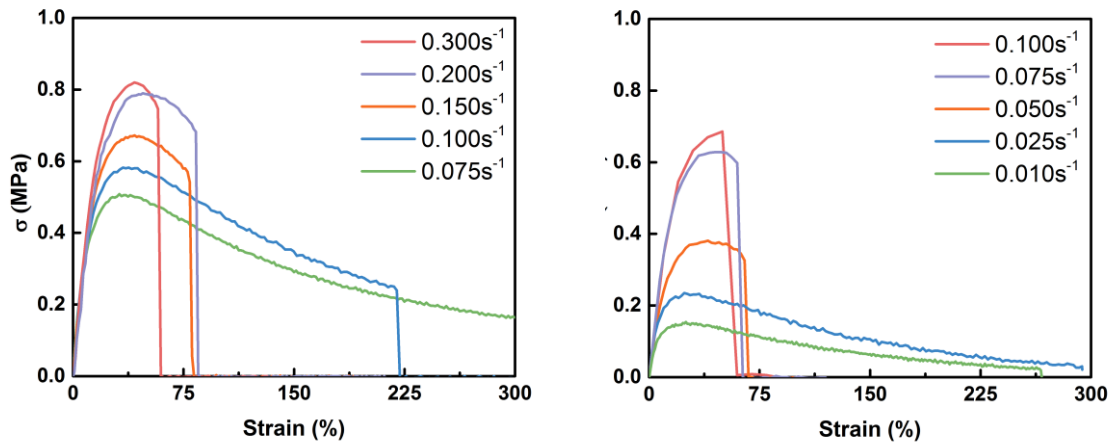 1.0
0.8
0.6
0.4
0.2
0.0
σ (MPa)
0.300s⁻¹
0.200s⁻¹
0.150s⁻¹
0.100s⁻¹
0.075s⁻¹
0 75 150 225 300
Strain (%)
1.0
0.8
0.6
0.4
0.2
0.0
0.100s⁻¹
0.075s⁻¹
0.050s⁻¹
0.025s⁻¹
0.010s⁻¹
0 75 150 225 300
Strain (%)